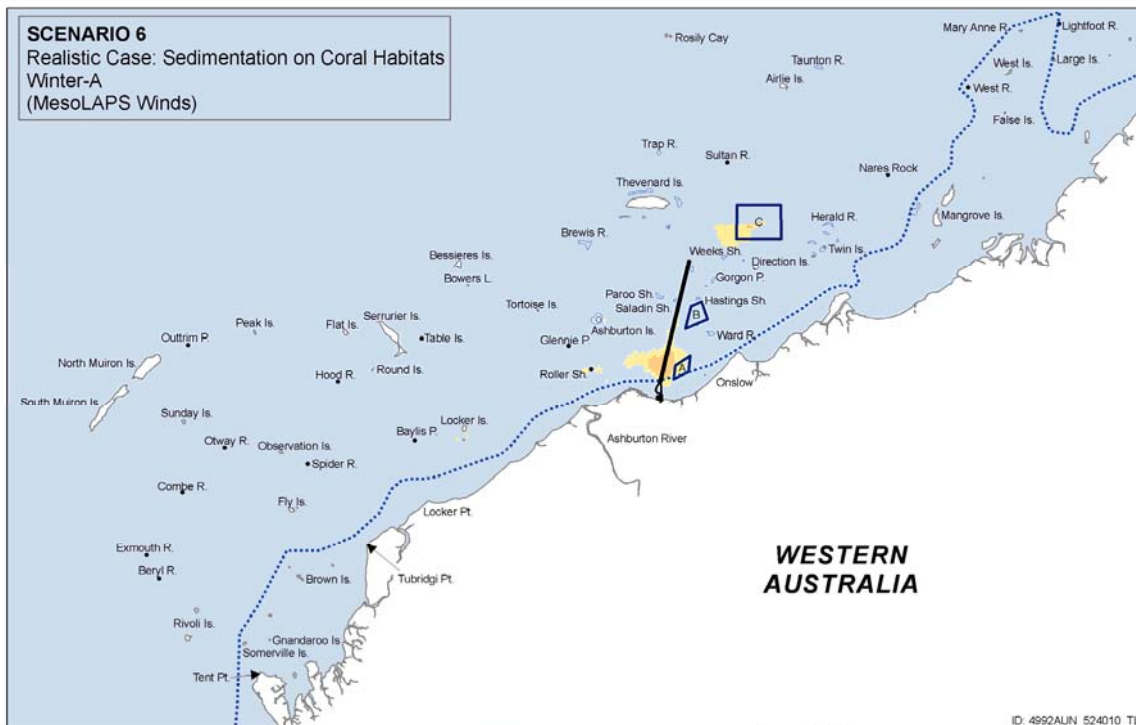 SCENARIO 6
Realistic Case: Sedimentation on Coral Habitats
Winter-A
(MesoLAPS Winds)
Rosily Cay
Mary Anne R.
Lightfoot R.
Taunton R.
West Is.
Large Is.
Airlie Is.
West R.
False Is.
Trap R.
Sultan R.
Nares Rock
Thevenard Is.
C
Herald R.
Mangrove Is.
Brewis R.
Weeks Sh.
Twin Is.
Bessieres Is.
Direction Is.
Bowers L.
Gorgon P.
Paroo Sh.
Hastings Sh.
Tortoise Is.
Saladin Sh.
B
Serrurier Is.
Peak Is.
Flat Is.
Ashburton Is.
Ward R.
Outtrim P.
Table Is.
Glennie P
North Muiron Is.
Round Is.
Roller Sh.
A
Hood R.
Onslow
South Muiron Is.
Sunday Is.
Locker Is.
Otway R.
Observation Is.
Baylis P.
Ashburton River
Spider R.
Combe R.
Fly Is.
Locker Pt.
Exmouth R.
WESTERN
AUSTRALIA
Beryl R.
Brown Is.
Tubridgi Pt.
Rivoli Is.
Gnandaroo Is.
Somerville Is.
Tent Pt.